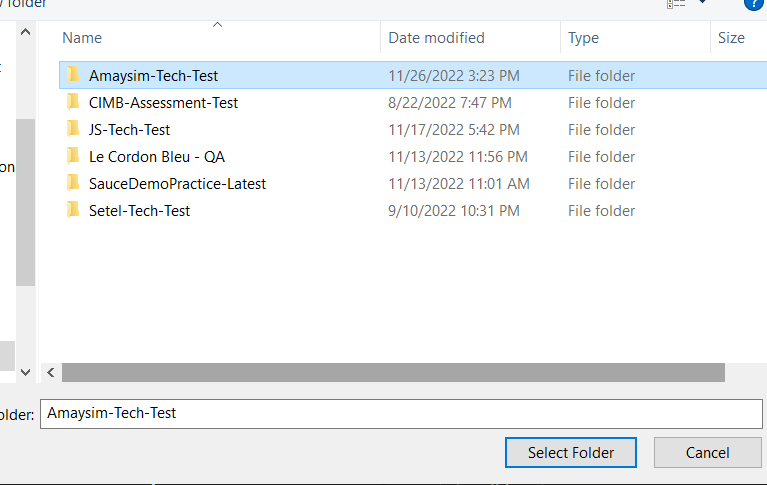 folder
Name Date modified Type Size
Amaysim-Tech-Test 11/26/2022 3:23 PM File folder
CIMB-Assessment-Test 8/22/2022 7:47 PM File folder
JS-Tech-Test 11/17/2022 5:42 PM File folder
Le Cordon Bleu - QA 11/13/2022 11:56 PM File folder
SauceDemoPractice-Latest 11/13/2022 11:01 AM File folder
Setel-Tech-Test 9/10/2022 10:31 PM File folder
older: Amaysim-Tech-Test
Select Folder Cancel